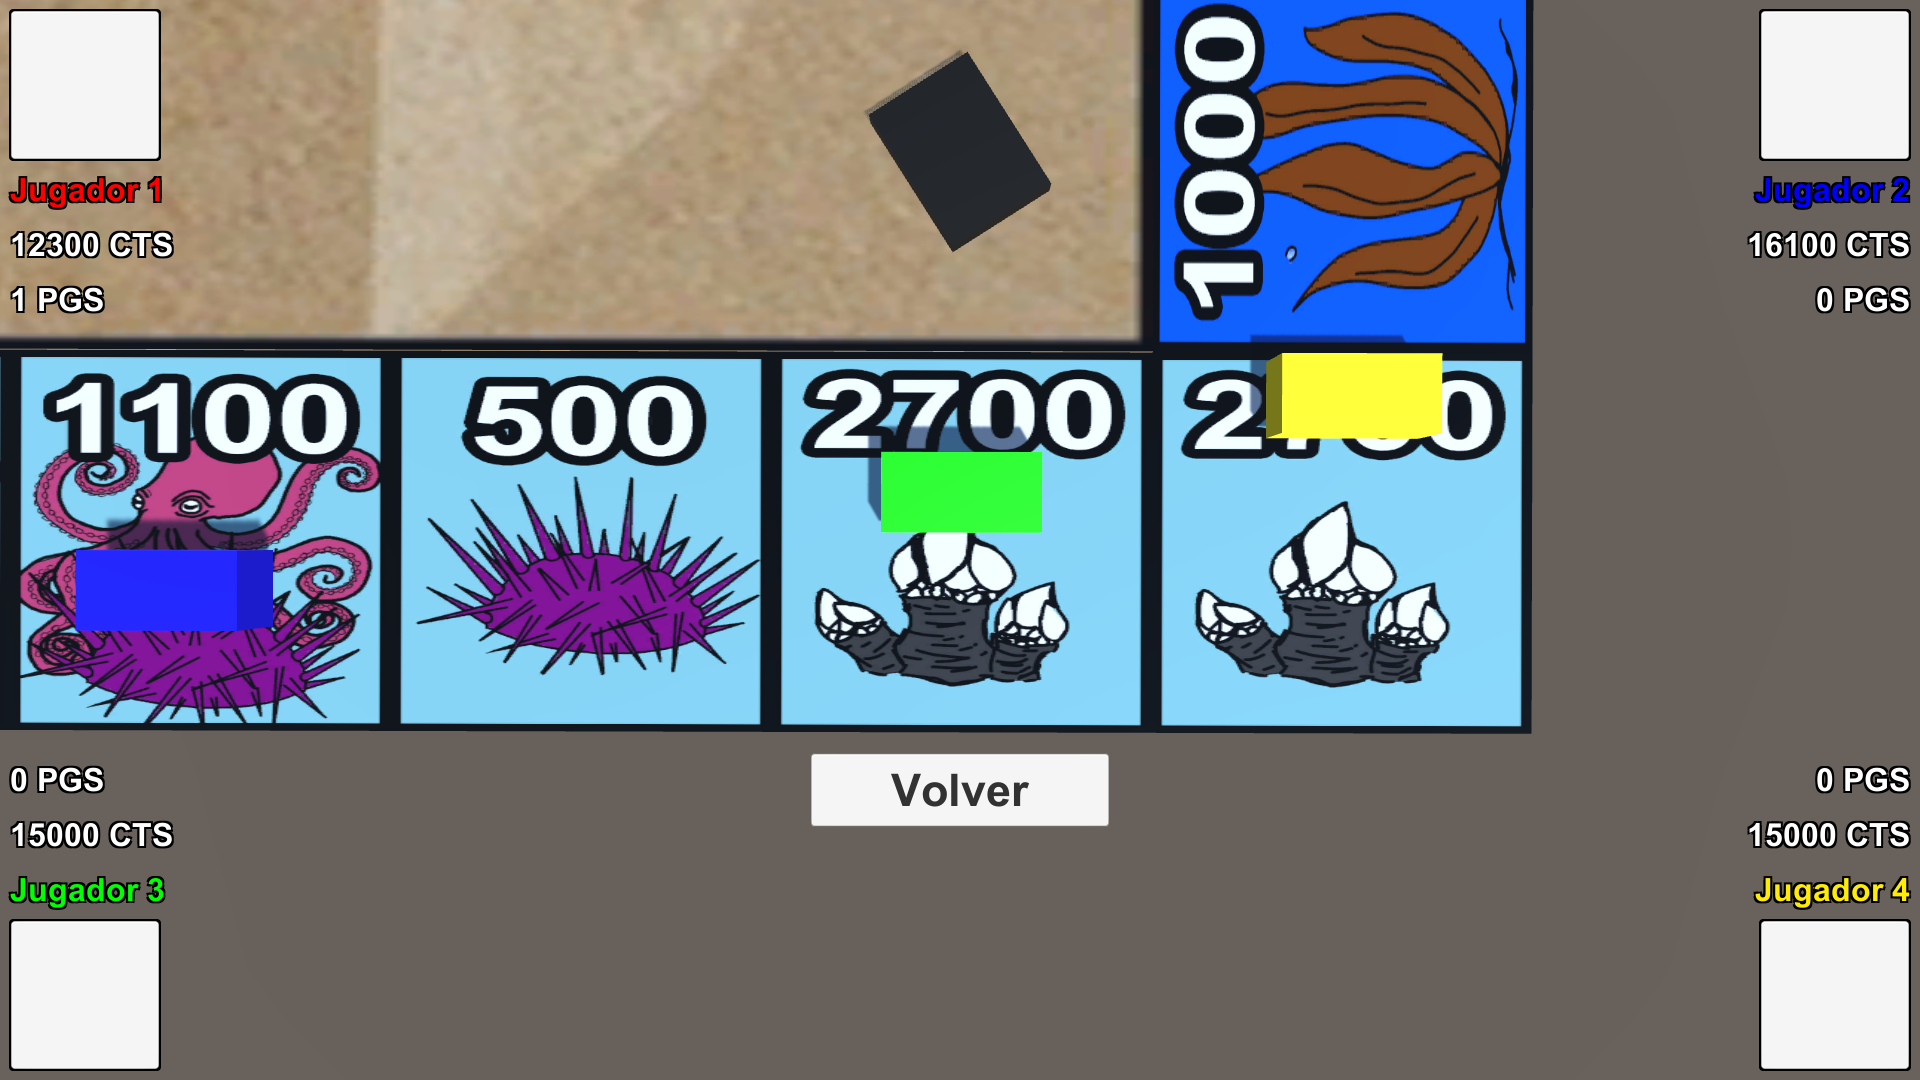 Jugador 1
12300 CTS
1 PGS
1000
Jugador 2
16100 CTS
0 PGS
1100
500
2700
Volver
0 PGS
15000 CTS
Jugador 3
0 PGS
15000 CTS
Jugador 4